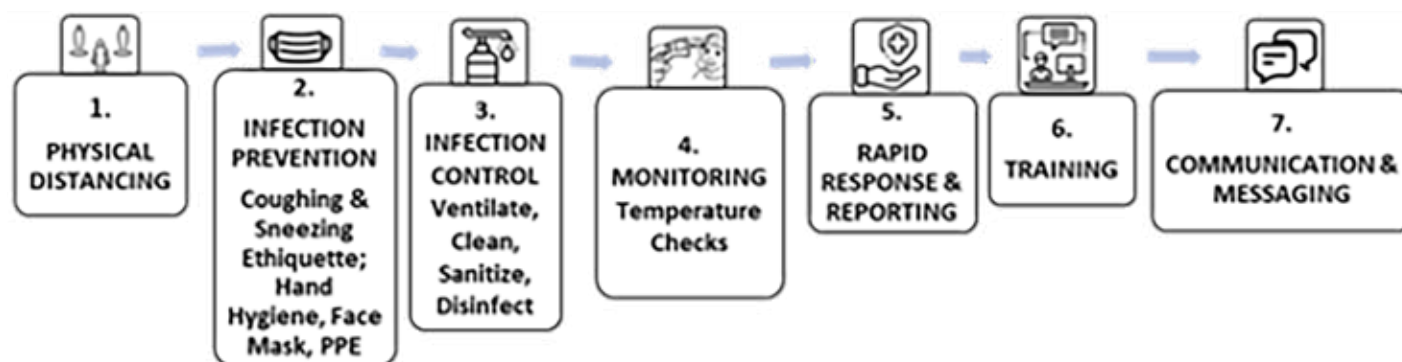 1.
PHYSICAL
DISTANCING
2.
INFECTION
PREVENTION
Coughing &
Sneezing
Ethiquette;
Hand
Hygiene, Face
Mask, PPE
3.
INFECTION
CONTROL
Ventilate,
Clean,
Sanitize,
Disinfect
4.
MONITORING
Temperature
Checks
5.
RAPID
RESPONSE &
REPORTING
6.
TRAINING
7.
COMMUNICATION &
MESSAGING